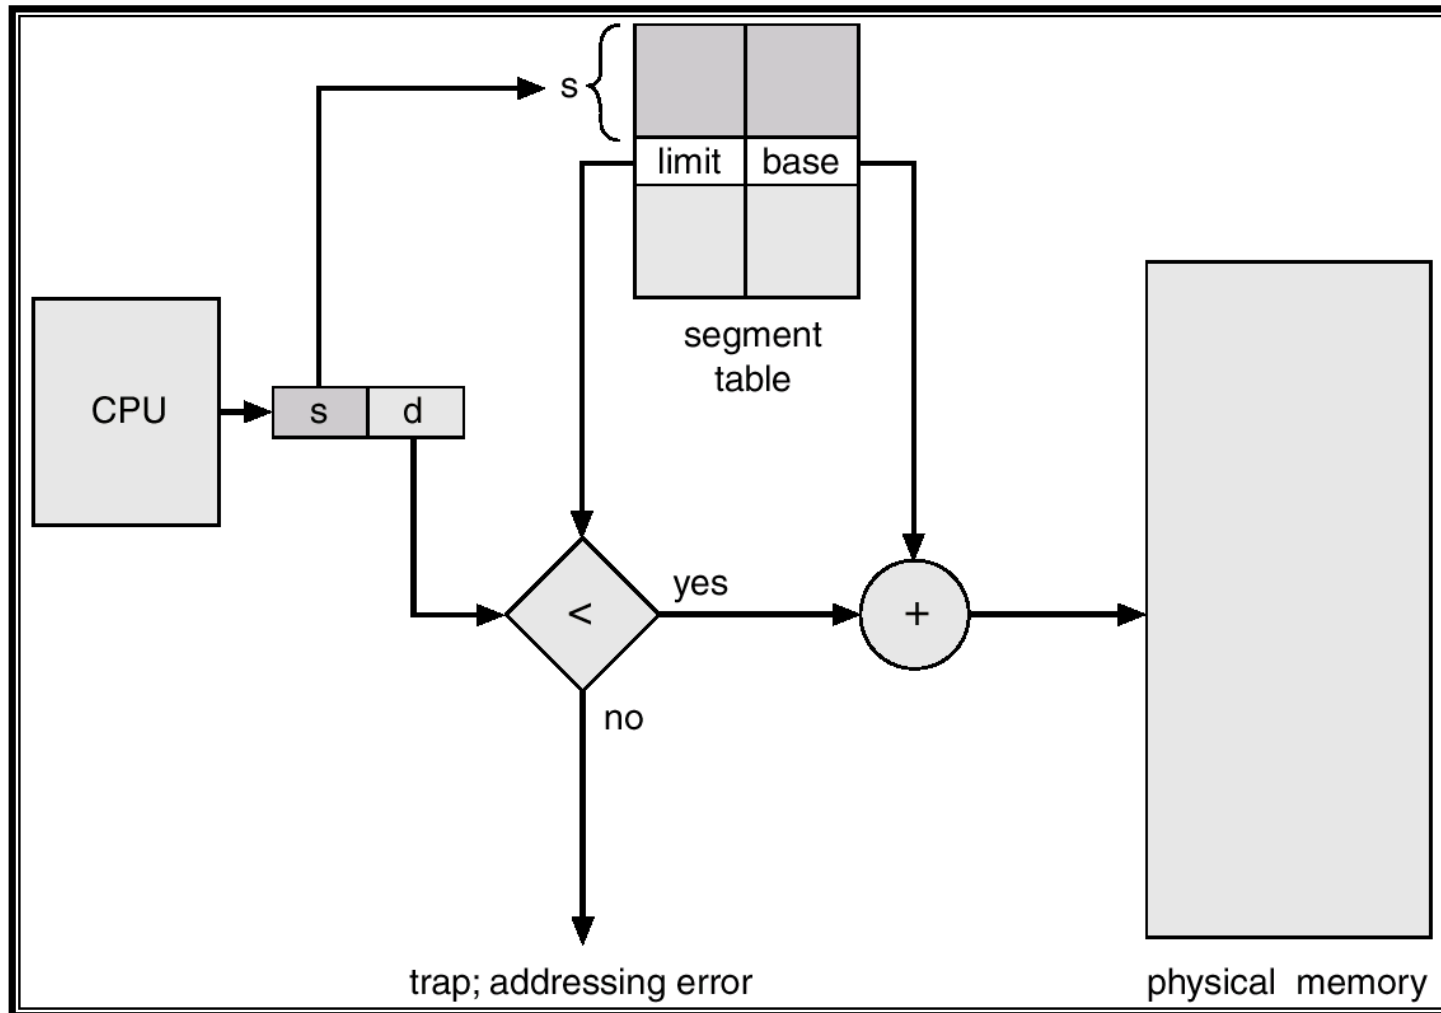 s
limit base
segment
table
CPU
s d
< yes +
no
trap; addressing error
physical memory